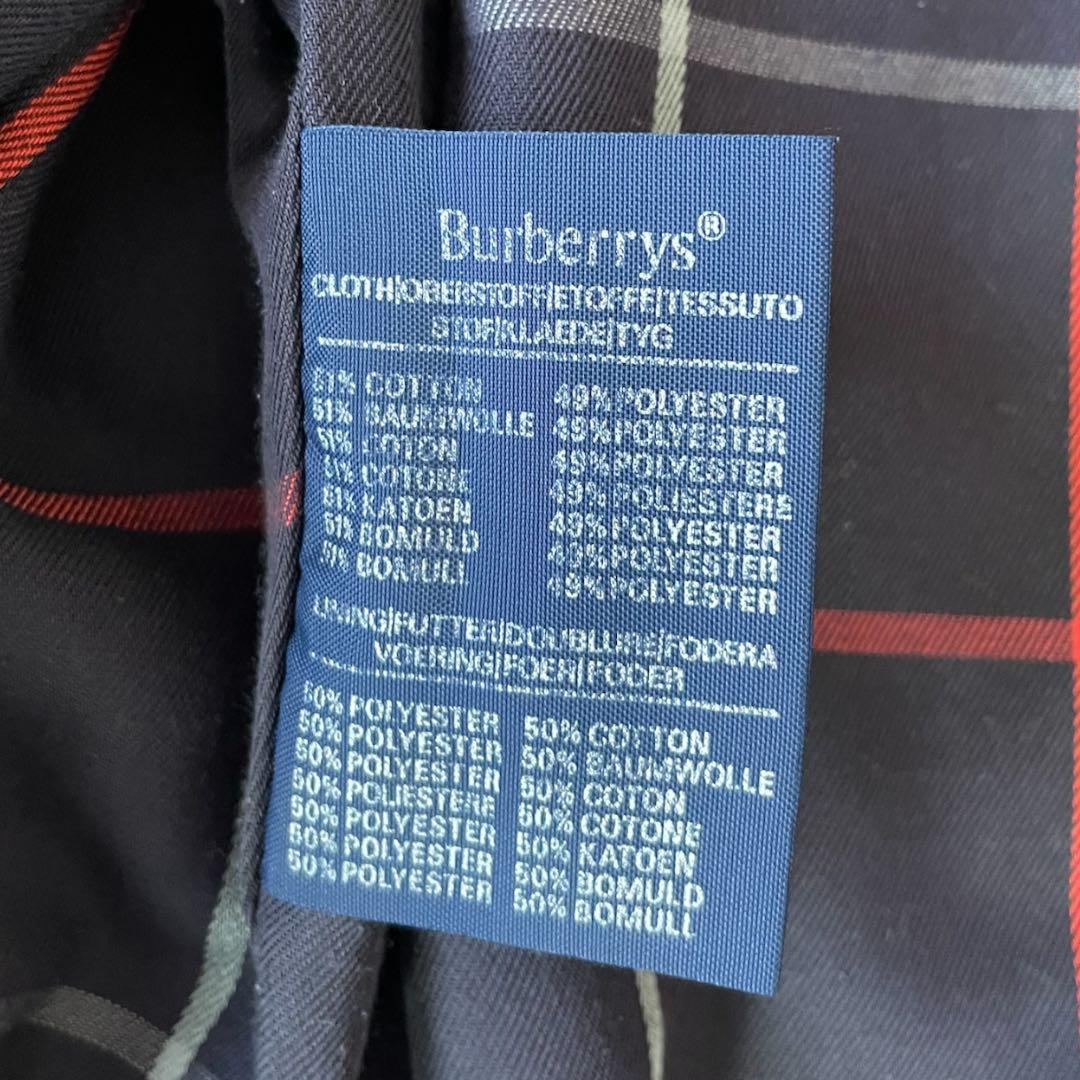 Burberrys®
CLOTH|OBERSTOFF|ETOFFE|TESSUTO
STOF|KLAEDE|TYG
51% COTTON 49% POLYESTER
51% BAUMWOLLE 49% POLYESTER
51% COTON 49% POLYESTER
51% COTONE 49% POLIESTERE
51% KATOEN 49% POLYESTER
51% BOMULD 49% POLYESTER
51% BOMULL 49% POLYESTER
LINING|FUTTER|DOUBLURE|FODERA
VOERING|FOER|FODER
50% POLYESTER 50% COTTON
50% POLYESTER 50% BAUMWOLLE
50% POLYESTER 50% COTON
50% POLIESTERE 50% COTONE
50% POLYESTER 50% KATOEN
50% POLYESTER 50% BOMULD
50% POLYESTER 50% BOMULL